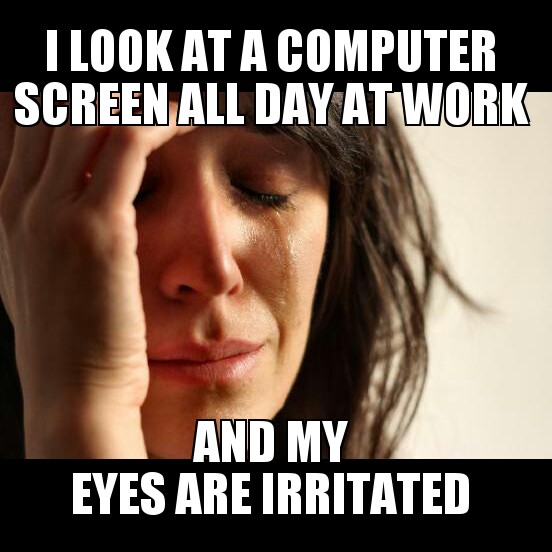 I LOOK AT A COMPUTER
SCREEN ALL DAY AT WORK
AND MY
EYES ARE IRRITATED